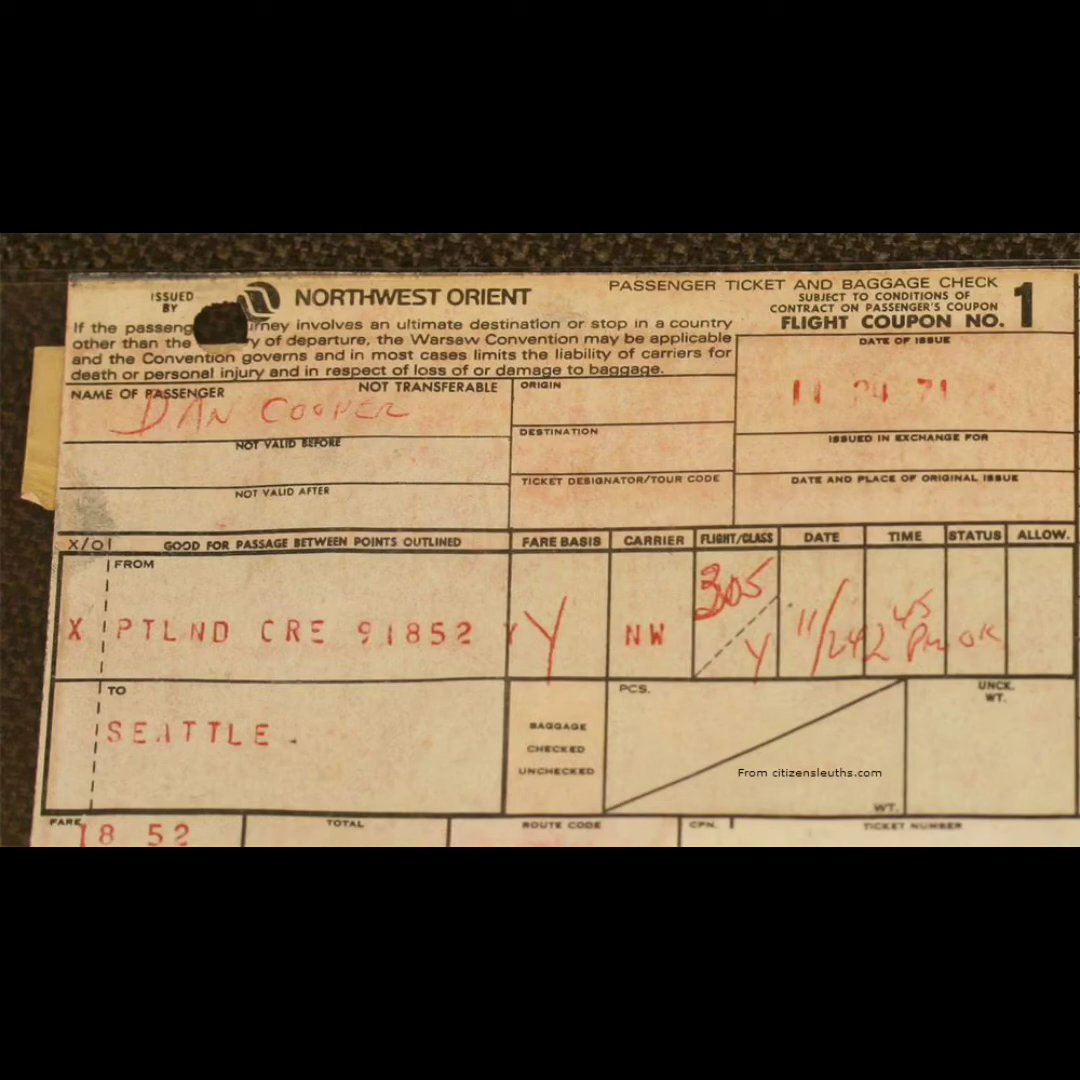 PASSENGER TICKET AND BAGGAGE CHECK
SUBJECT TO CONDITIONS OF
CONTRACT ON PASSENGER'S COUPON
FLIGHT COUPON NO. 1
ISSUED
BY
NORTHWEST ORIENT
If the passeng urney involves an ultimate destination or stop in a country
other than the y of departure, the Warsaw Convention may be applicable
and the Convention governs and in most cases limits the liability of carriers for
death or personal injury and in respect of loss of or damage to baggage.
DATE OF ISSUE
11 24 71
NAME OF PASSENGER NOT TRANSFERABLE
DAN COOPER
ORIGIN
NOT VALID BEFORE
DESTINATION
ISSUED IN EXCHANGE FOR
NOT VALID AFTER
TICKET DESIGNATOR/TOUR CODE
DATE AND PLACE OF ORIGINAL ISSUE
X/O GOOD FOR PASSAGE BETWEEN POINTS OUTLINED FARE BASIS CARRIER FLIGHT/CLASS DATE TIME STATUS ALLOW.
FROM
X PTLND CRE 91852 Y Y NW 305 Y 11/24 2 45 PM OK
TO
SEATTLE
BAGGAGE
CHECKED
UNCHECKED
PCS.
WT.
UNCK.
WT.
From citizensleuths.com
FARE TOTAL ROUTE CODE CPN. TICKET NUMBER
18 52